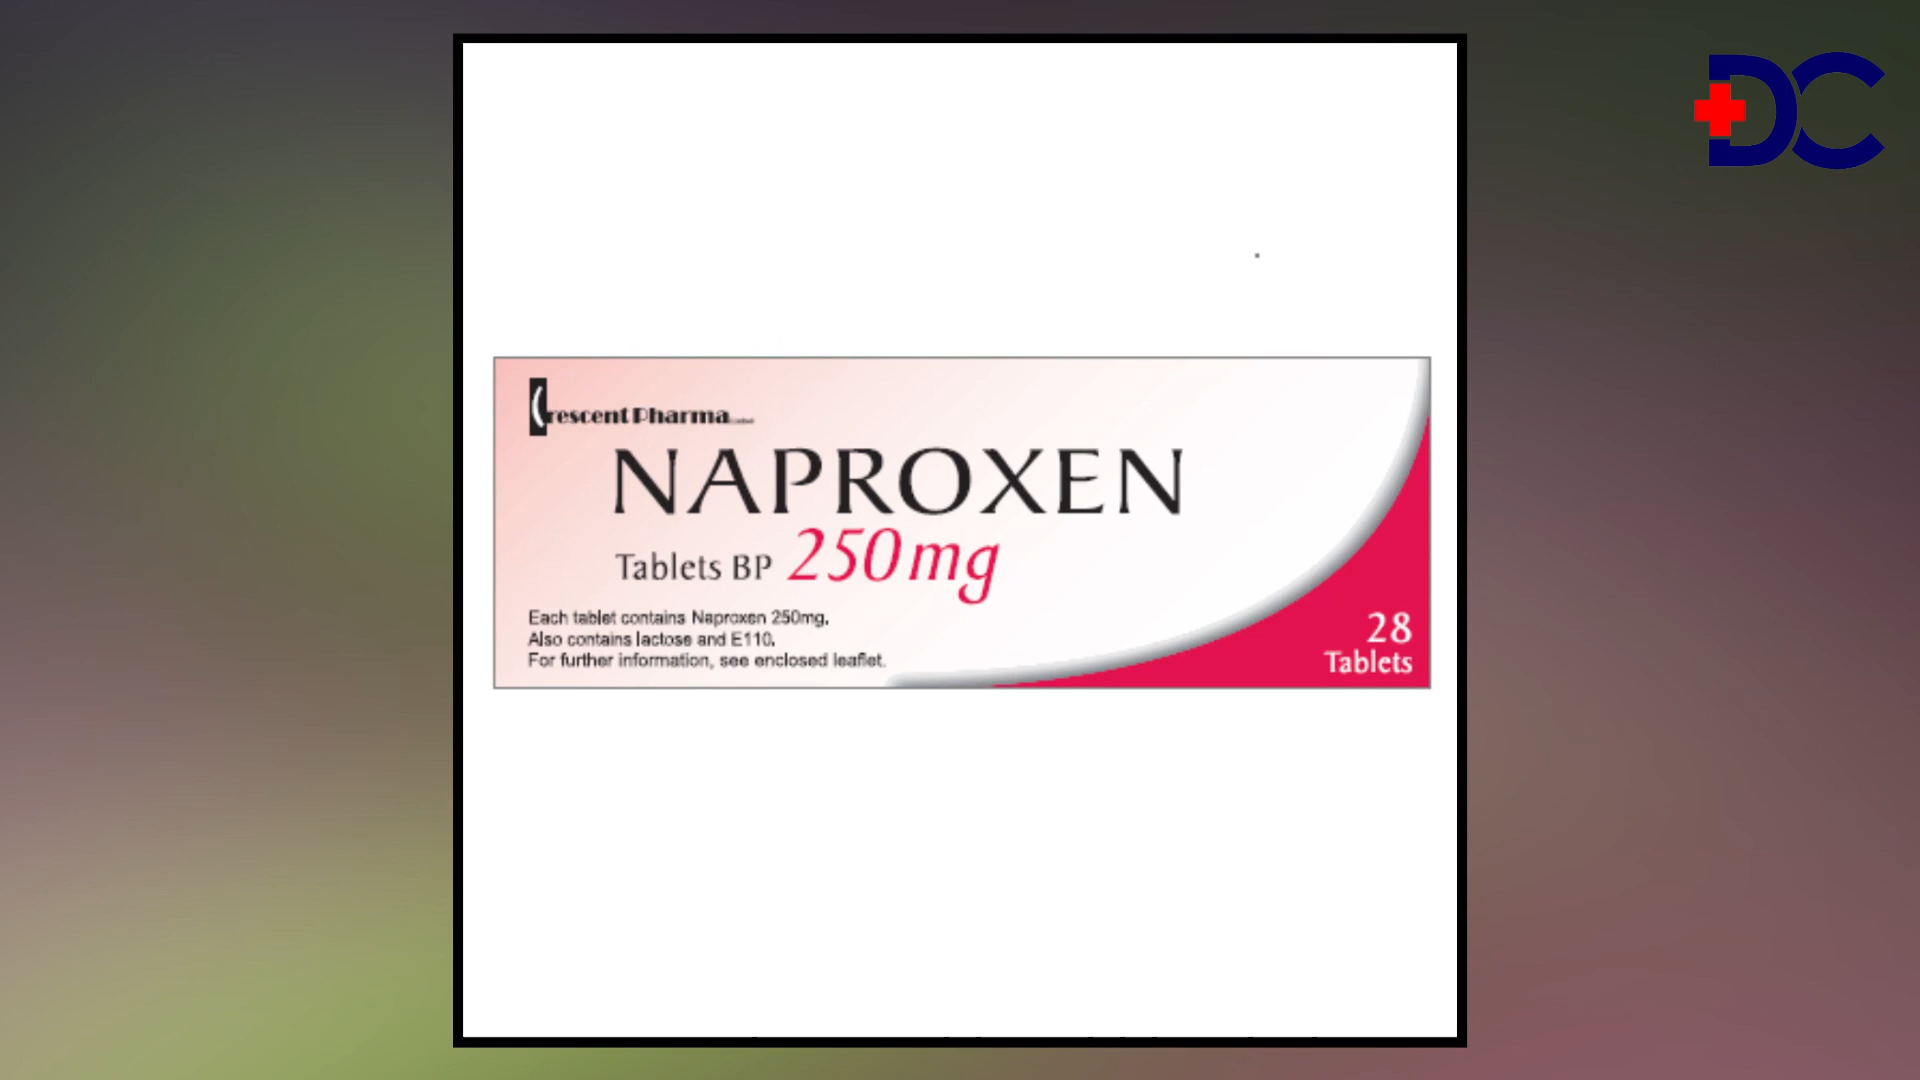 DC
Crescent Pharma
NAPROXEN
Tablets BP 250mg
Each tablet contains Naproxen 250mg.
Also contains lactose and E110.
For further information, see enclosed leaflet.
28
Tablets